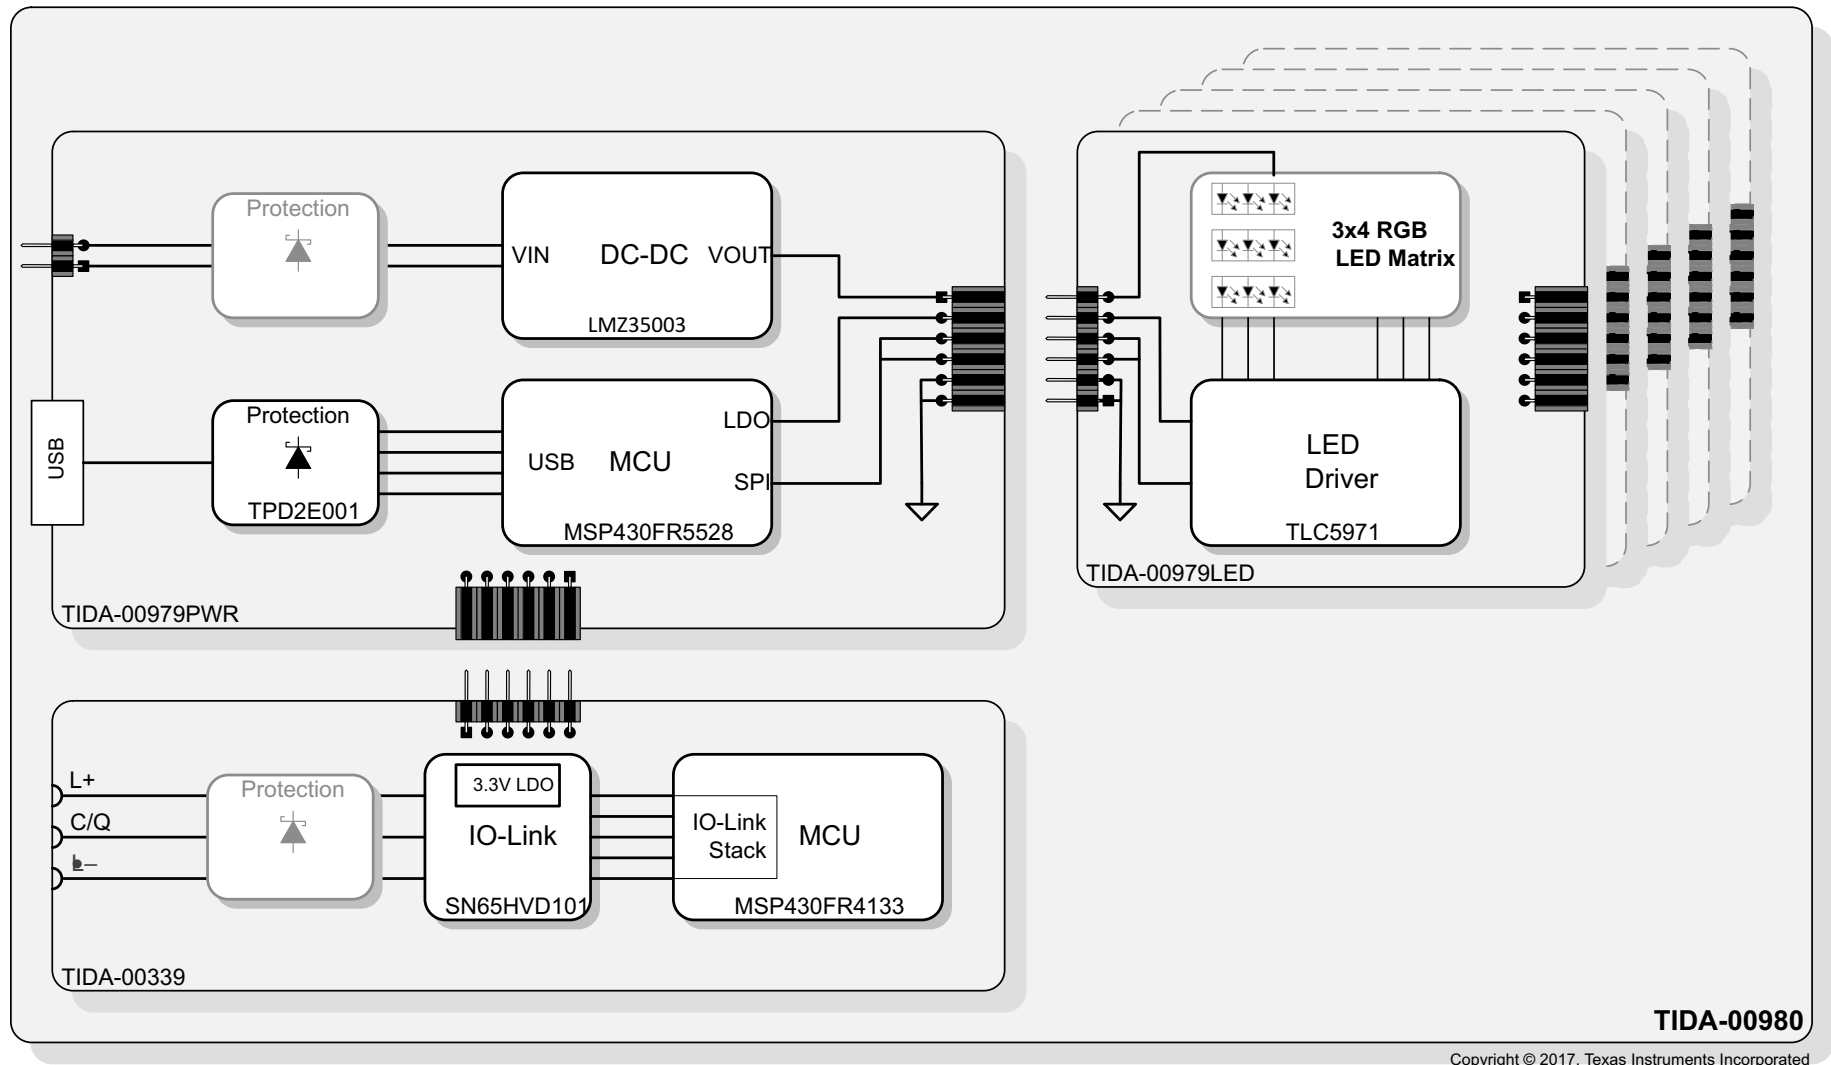 Protection
VIN
DC-DC
VOUT
LMZ35003
USB
Protection
TPD2E001
USB
MCU
LDO
SPI
MSP430FR5528
TIDA-00979PWR
3x4 RGB
LED Matrix
LED
Driver
TLC5971
TIDA-00979LED
L+
C/Q
Protection
3.3V LDO
IO-Link
SN65HVD101
IO-Link
Stack
MCU
MSP430FR4133
TIDA-00339
TIDA-00980
Copyright © 2017, Texas Instruments Incorporated